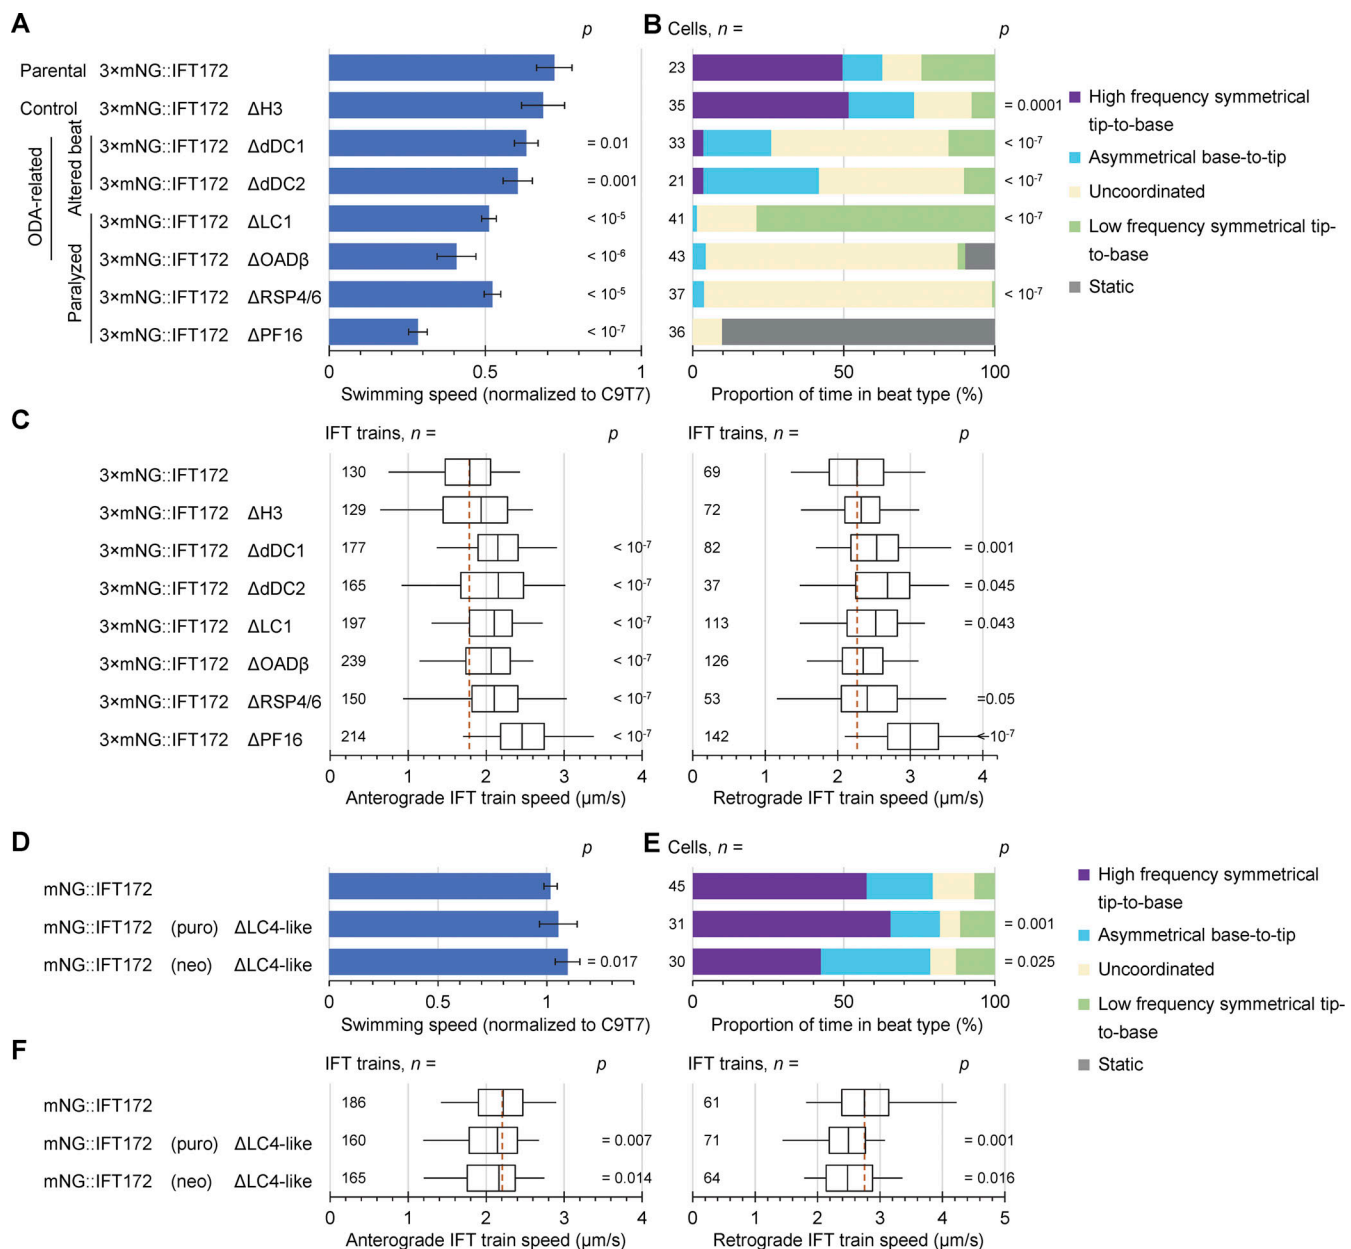 A
p
Parental 3×mNG::IFT172
Control 3×mNG::IFT172 ΔH3
ODA-related
Altered beat
3×mNG::IFT172 ΔdDC1 = 0.01
3×mNG::IFT172 ΔdDC2 = 0.001
Paralyzed
3×mNG::IFT172 ΔLC1 < 10-5
3×mNG::IFT172 ΔOADβ < 10-6
3×mNG::IFT172 ΔRSP4/6 < 10-5
3×mNG::IFT172 ΔPF16 < 10-7
0 0.5 1
Swimming speed (normalized to C9T7)
B
Cells, n = p
23
35 = 0.0001
33 < 10-7
21 < 10-7
41 < 10-7
43
37 < 10-7
36
0 50 100
Proportion of time in beat type (%)
High frequency symmetrical
tip-to-base
Asymmetrical base-to-tip
Uncoordinated
Low frequency symmetrical tip-
to-base
Static
C
IFT trains, n = p
3×mNG::IFT172 130
3×mNG::IFT172 ΔH3 129
3×mNG::IFT172 ΔdDC1 177 < 10-7
3×mNG::IFT172 ΔdDC2 165 < 10-7
3×mNG::IFT172 ΔLC1 197 < 10-7
3×mNG::IFT172 ΔOADβ 239 < 10-7
3×mNG::IFT172 ΔRSP4/6 150 < 10-7
3×mNG::IFT172 ΔPF16 214 < 10-7
0 1 2 3 4
Anterograde IFT train speed (μm/s)
IFT trains, n = p
69
72
82 = 0.001
37 = 0.045
113 = 0.043
126
53 =0.05
142 < 10-7
0 1 2 3 4
Retrograde IFT train speed (μm/s)
D
p
mNG::IFT172
mNG::IFT172 (puro) ΔLC4-like
mNG::IFT172 (neo) ΔLC4-like = 0.017
0 0.5 1
Swimming speed (normalized to C9T7)
E
Cells, n = p
45
31 = 0.001
30 = 0.025
0 50 100
Proportion of time in beat type (%)
High frequency symmetrical
tip-to-base
Asymmetrical base-to-tip
Uncoordinated
Low frequency symmetrical tip-
to-base
Static
F
IFT trains, n = p
mNG::IFT172 186
mNG::IFT172 (puro) ΔLC4-like 160 = 0.007
mNG::IFT172 (neo) ΔLC4-like 165 = 0.014
0 1 2 3 4
Anterograde IFT train speed (μm/s)
IFT trains, n = p
61
71 = 0.001
64 = 0.016
0 1 2 3 4 5
Retrograde IFT train speed (μm/s)